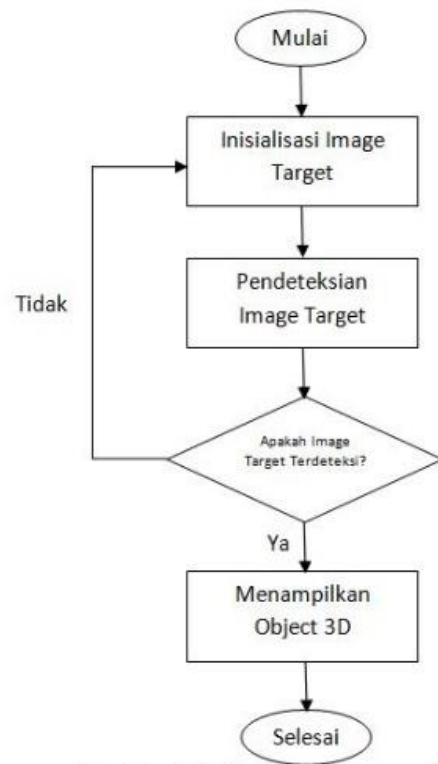 Mulai
Inisialisasi Image
Target
Pendeteksian
Image Target
Tidak
Apakah Image
Target Terdeteksi?
Ya
Menampilkan
Object 3D
Selesai